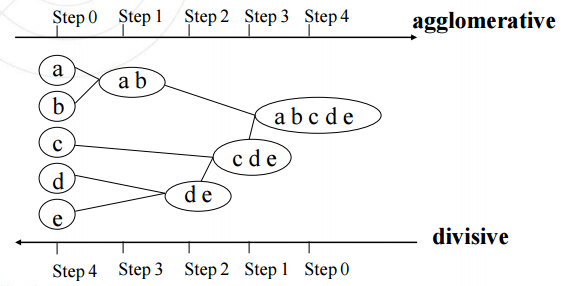 Step 0 Step 1 Step 2 Step 3 Step 4
agglomerative
a
a b
b
a b c d e
c
c d e
d
d e
e
divisive
Step 4 Step 3 Step 2 Step 1 Step 0